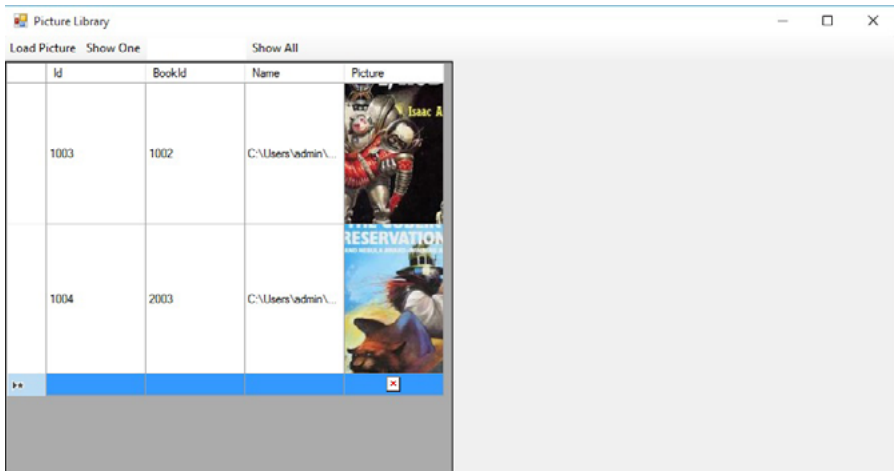 Picture Library
Load Picture Show One Show All
Id BookId Name Picture
Isaac A
1003 1002 C:\Users\admin\...
RESERVATION
1004 2003 C:\Users\admin\...